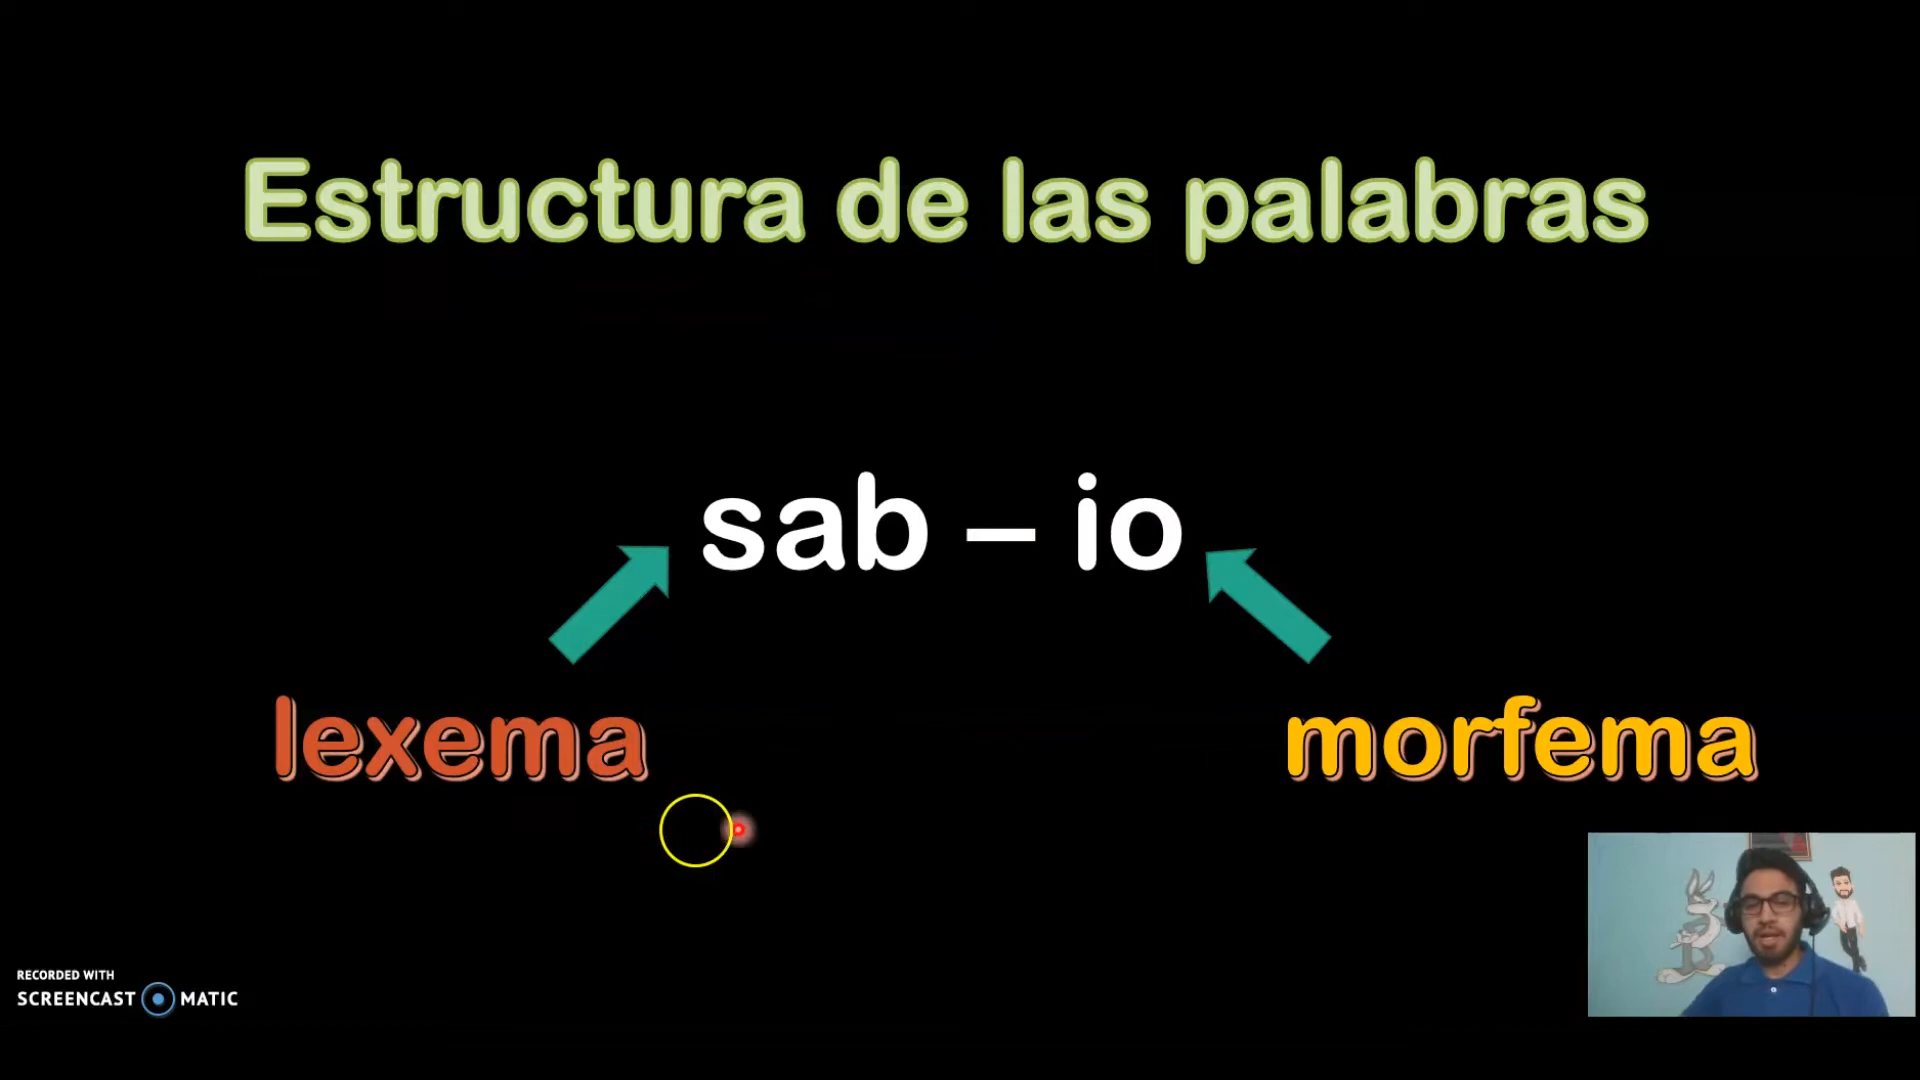 Estructura de las palabras
sab – io
lexema
morfema
RECORDED WITH
SCREENCAST MATIC